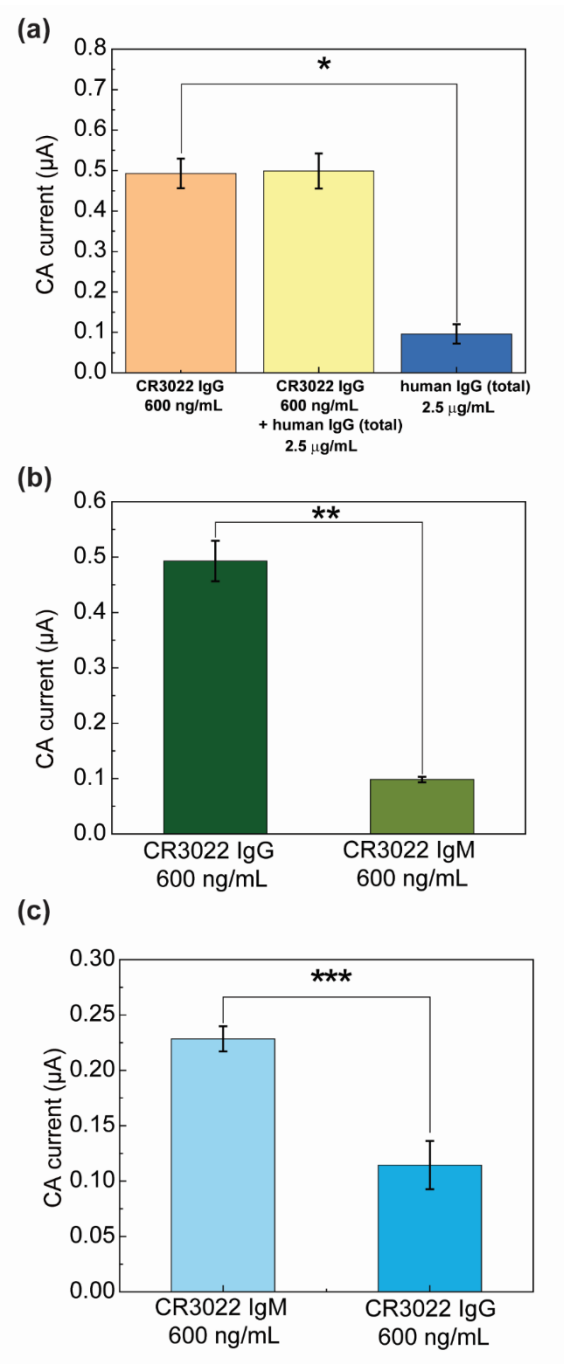 (a)
0.8
0.7
0.6
0.5
0.4
0.3
0.2
0.1
0.0
CA current (µA)
*
CR3022 IgG
600 ng/mL
CR3022 IgG
600 ng/mL
+ human IgG (total)
2.5 µg/mL
human IgG (total)
2.5 µg/mL
(b)
0.6
0.5
0.4
0.3
0.2
0.1
0.0
CA current (µA)
**
CR3022 IgG
600 ng/mL
CR3022 IgM
600 ng/mL
(c)
0.30
0.25
0.20
0.15
0.10
0.05
0.00
CA current (µA)
***
CR3022 IgM
600 ng/mL
CR3022 IgG
600 ng/mL